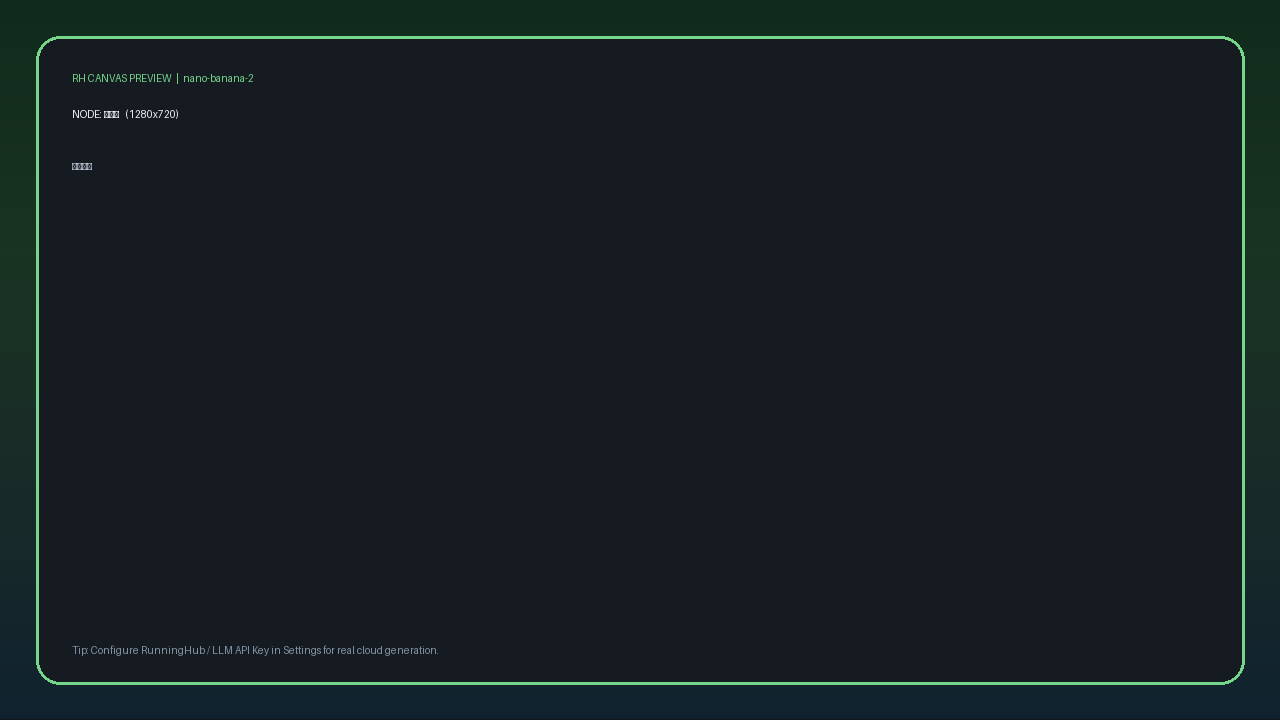 RH CANVAS PREVIEW | nano-banana-2
NODE: (1280x720)
Tip: Configure RunningHub / LLM API Key in Settings for real cloud generation.